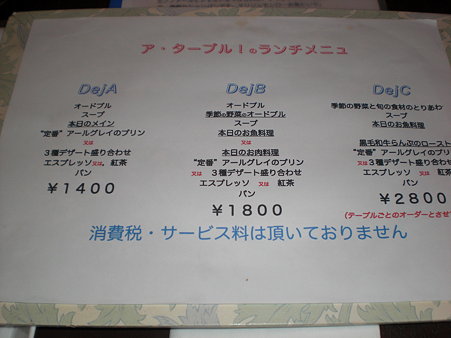 ア・ターブル！のランチメニュ
DejA
オードブル
スープ
本日のメイン
"定番"アールグレイのプリン
又は
３種デザート盛り合わせ
エスプレッソ又は、紅茶
パン
￥１４００
DejB
オードブル
季節の野菜のオードブル
スープ
本日のお魚料理
又は
本日のお肉料理
"定番"アールグレイのプリン
又は ３種デザート盛り合わせ
エスプレッソ 又は 紅茶
パン
￥１８００
DejC
季節の野菜と旬の食材のとりあわ
スープ
本日のお魚料理
黒毛和牛らんぷのロースト
"定番"アールグレイのプリン
又は３種デザート盛り合わせ
エスプレッソ 又は 紅茶
パン
￥２８００
(テーブルごとのオーダーとさせ
消費税・サービス料は頂いておりません